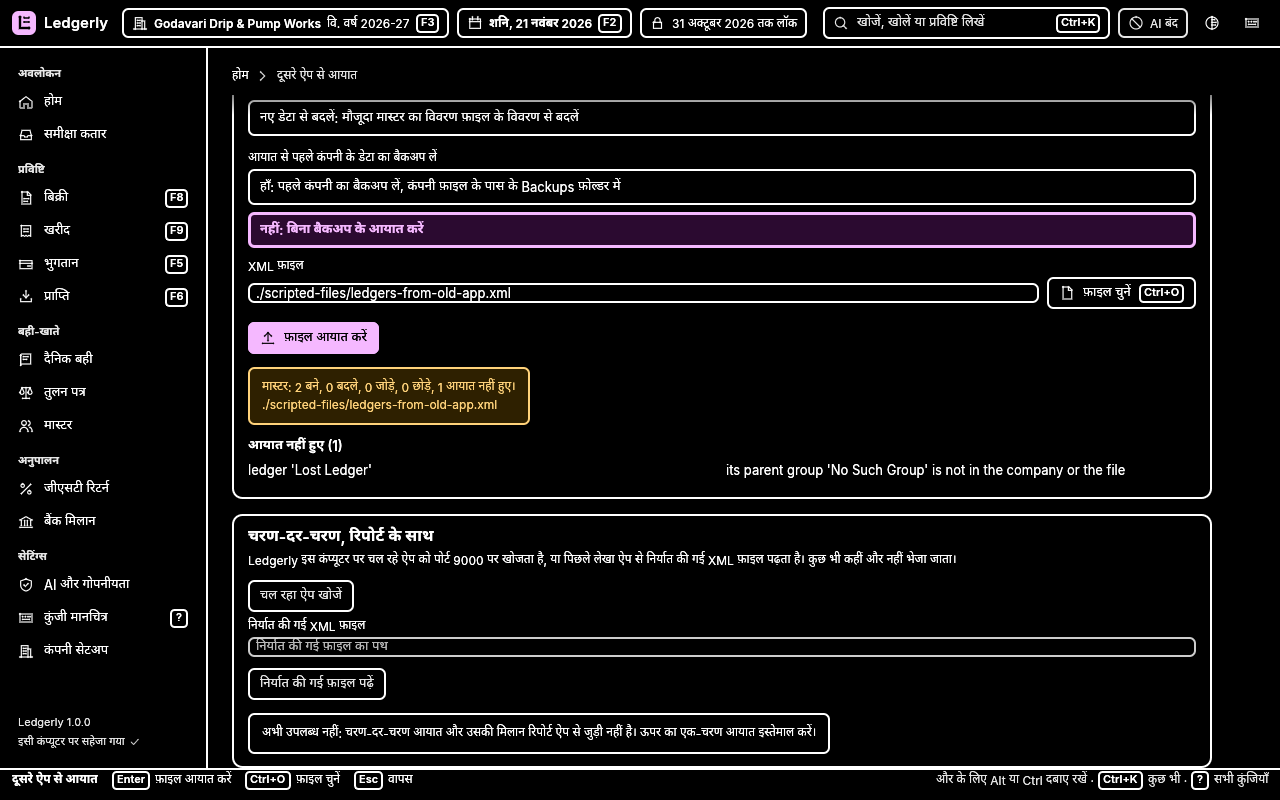 Ledgerly
Godavari Drip & Pump Works वि. वर्ष 2026-27 F3
शनि, 21 नवंबर 2026 F2
31 अक्टूबर 2026 तक लॉक
खोजें, खोलें या प्रविष्टि लिखें Ctrl+K
AI बंद
अवलोकन
होम
समीक्षा कतार
प्रविष्टि
बिक्री F8
खरीद F9
भुगतान F5
प्राप्ति F6
बही-खाते
दैनिक बही
तुलन पत्र
मास्टर
अनुपालन
जीएसटी रिटर्न
बैंक मिलान
सेटिंग्स
AI और गोपनीयता
कुंजी मानचित्र ?
कंपनी सेटअप
Ledgerly 1.0.0
इसी कंप्यूटर पर सहेजा गया
होम > दूसरे ऐप से आयात
नए डेटा से बदलें: मौजूदा मास्टर का विवरण फ़ाइल के विवरण से बदलें
आयात से पहले कंपनी के डेटा का बैकअप लें
हाँ: पहले कंपनी का बैकअप लें, कंपनी फ़ाइल के पास के Backups फ़ोल्डर में
नहीं: बिना बैकअप के आयात करें
XML फ़ाइल
./scripted-files/ledgers-from-old-app.xml
फ़ाइल चुनें Ctrl+O
फ़ाइल आयात करें
मास्टर: 2 बने, 0 बदले, 0 जोड़े, 0 छोड़े, 1 आयात नहीं हुए।
./scripted-files/ledgers-from-old-app.xml
आयात नहीं हुए (1)
ledger 'Lost Ledger' its parent group 'No Such Group' is not in the company or the file
चरण-दर-चरण, रिपोर्ट के साथ
Ledgerly इस कंप्यूटर पर चल रहे ऐप को पोर्ट 9000 पर खोजता है, या पिछले लेखा ऐप से निर्यात की गई XML फ़ाइल पढ़ता है। कुछ भी कहीं और नहीं भेजा जाता।
चल रहा ऐप खोजें
निर्यात की गई XML फ़ाइल
निर्यात की गई फ़ाइल का पथ
निर्यात की गई फ़ाइल पढ़ें
अभी उपलब्ध नहीं: चरण-दर-चरण आयात और उसकी मिलान रिपोर्ट ऐप से जुड़ी नहीं है। ऊपर का एक-चरण आयात इस्तेमाल करें।
दूसरे ऐप से आयात Enter फ़ाइल आयात करें Ctrl+O फ़ाइल चुनें Esc वापस
और के लिए Alt या Ctrl दबाए रखें · Ctrl+K कुछ भी · ? सभी कुंजियाँ